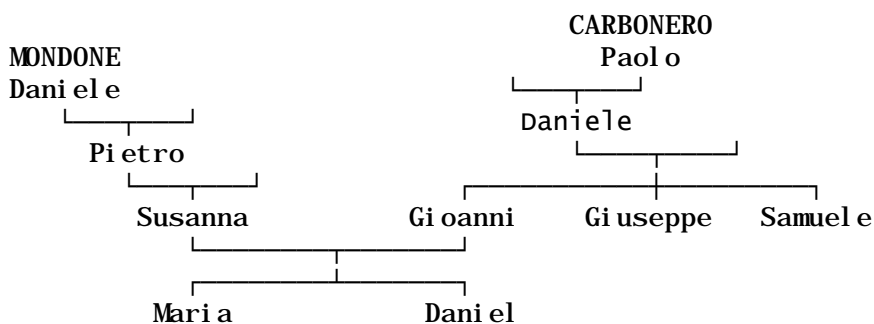 CARBONERO
MONDONE Paolo
Daniele
Daniele
Pietro
Susanna Gioanni Giuseppe Samuele
Maria Daniel